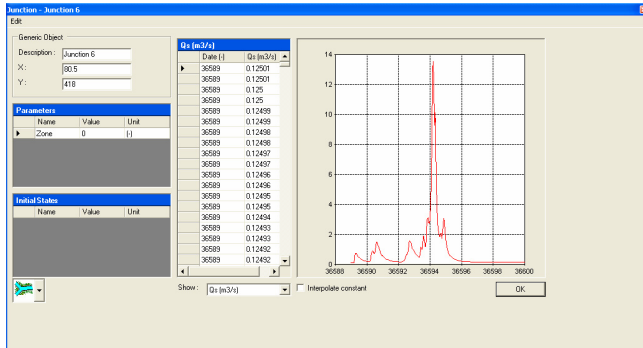 Junction - Junction 6
Edit
Generic Object
Description : Junction 6
X : 80.5
Y : 418
Parameters
Name Value Unit
Zone 0 (-)
Initial States
Name Value Unit
Qs (m3/s)
Date (-) Qs (m3/s)
36589 0.12501
36589 0.12501
36589 0.125
36589 0.125
36589 0.12499
36589 0.12499
36589 0.12498
36589 0.12498
36589 0.12497
36589 0.12497
36589 0.12496
36589 0.12496
36589 0.12495
36589 0.12495
36589 0.12494
36589 0.12493
36589 0.12493
36589 0.12492
36589 0.12492
Show : Qs (m3/s)
14
12
10
8
6
4
2
0
36588 36590 36592 36594 36596 36598 36600
Interpolate constant
OK